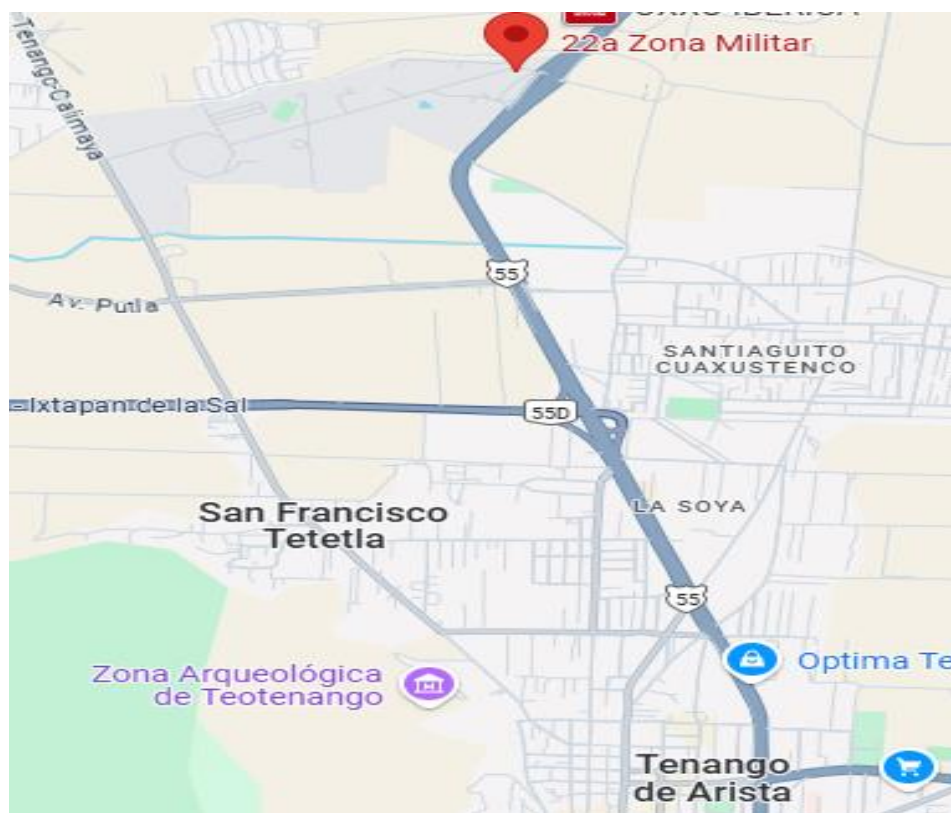 22a Zona Militar
Tenango-Calimaya
55
Av. Putla
SANTIAGUITO
CUAXUSTENCO
- Ixtapan de la Sal
55D
San Francisco
Tetetla
LA SOYA
55
Zona Arqueológica
de Teotenango
Optima Te
Tenango
de Arista